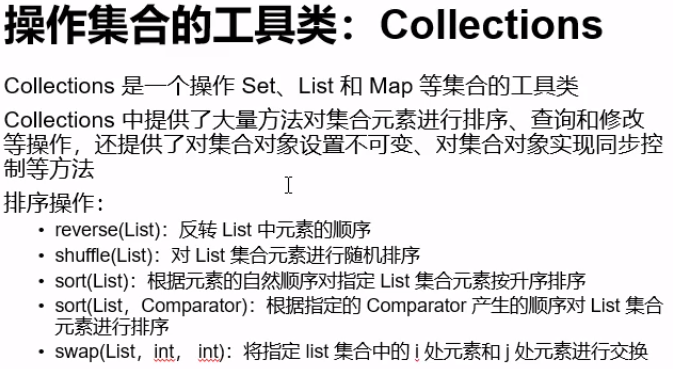 操作集合的工具类：Collections
Collections 是一个操作 Set、List 和 Map 等集合的工具类
Collections 中提供了大量方法对集合元素进行排序、查询和修改
等操作，还提供了对集合对象设置不可变、对集合对象实现同步控
制等方法
排序操作：
• reverse(List)：反转 List 中元素的顺序
• shuffle(List)：对 List 集合元素进行随机排序
• sort(List)：根据元素的自然顺序对指定 List 集合元素按升序排序
• sort(List，Comparator)：根据指定的 Comparator 产生的顺序对 List 集合
元素进行排序
• swap(List，int， int)：将指定 list 集合中的 i 处元素和 j 处元素进行交换